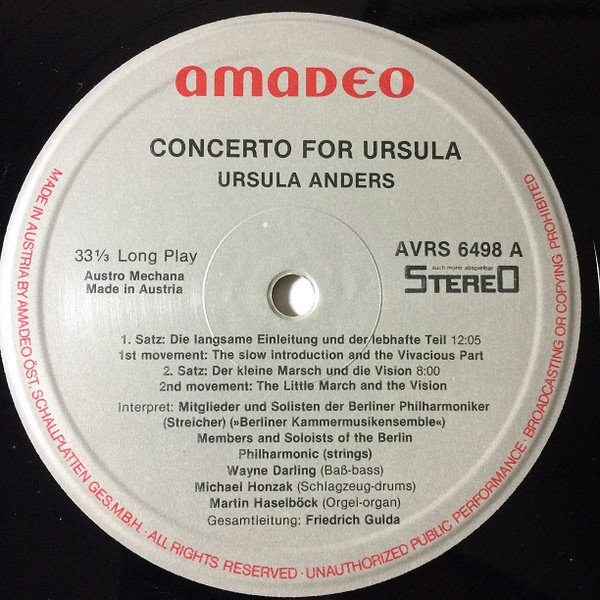 amadeo
CONCERTO FOR URSULA
URSULA ANDERS
33⅓ Long Play
Austro Mechana
Made in Austria
AVRS 6498 A
auch mono abspielbar
STEREO
1. Satz: Die langsame Einleitung und der lebhafte Teil 12:05
1st movement: The slow introduction and the Vivacious Part
2. Satz: Der kleine Marsch und die Vision 8:00
2nd movement: The Little March and the Vision
Interpret: Mitglieder und Solisten der Berliner Philharmoniker
(Streicher) (»Berliner Kammermusikensemble«)
Members and Soloists of the Berlin
Philharmonic (strings)
Wayne Darling (Baß-bass)
Michael Honzak (Schlagzeug-drums)
Martin Haselböck (Orgel-organ)
Gesamtleitung: Friedrich Gulda
MADE IN AUSTRIA BY AMADEO ÖST. SCHALLPLATTEN GES.M.B.H. · ALL RIGHTS RESERVED · UNAUTHORIZED PUBLIC PERFORMANCE · BROADCASTING OR COPYING PROHIBITED